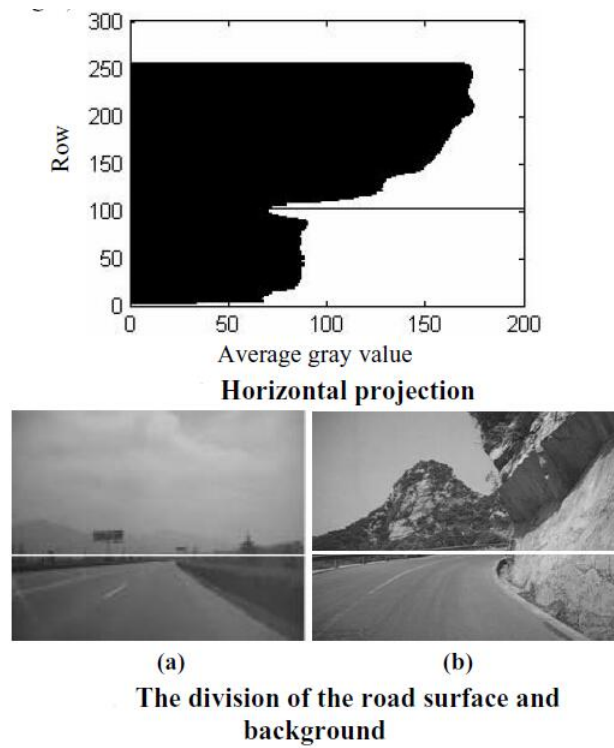 300
250
200
150
100
50
0
Row
0 50 100 150 200
Average gray value
Horizontal projection
(a) (b)
The division of the road surface and
background